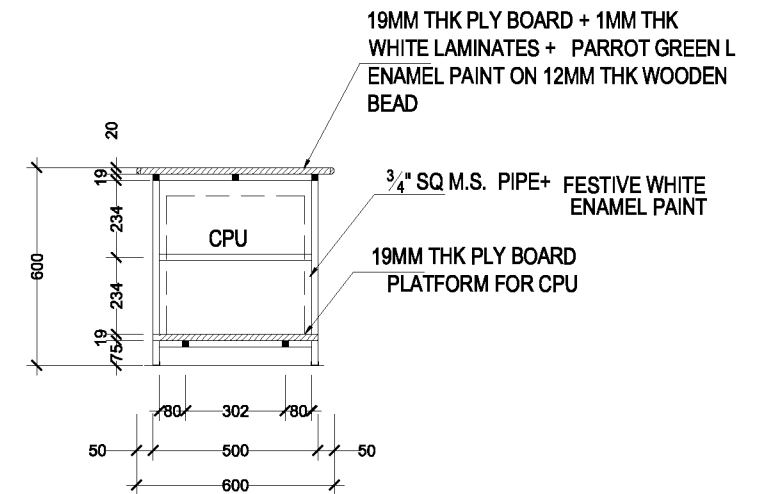 19MM THK PLY BOARD + 1MM THK
WHITE LAMINATES + PARROT GREEN L
ENAMEL PAINT ON 12MM THK WOODEN
BEAD
20
19
3/4" SQ M.S. PIPE+ FESTIVE WHITE
ENAMEL PAINT
234
CPU
19MM THK PLY BOARD
PLATFORM FOR CPU
600
234
19
75
80 302 80
50 500 50
600